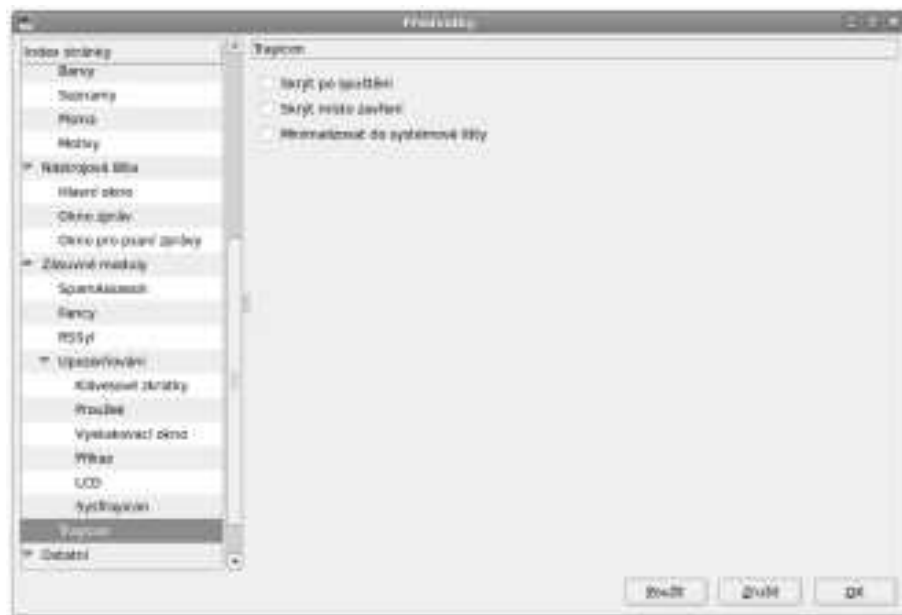 Předvolby
Index stránky
Barvy
Seznamy
Písma
Motivy
Nástrojová lišta
Hlavní okno
Okno zpráv
Okno pro psaní zprávy
Zásuvné moduly
SpamAssassin
Fancy
RSSyl
Upozorňování
Klávesové zkratky
Proužek
Vyskakovací okno
Příkaz
LCD
SysTrayicon
Trayicon
Ostatní
Trayicon
Skrýt po spuštění
Skrýt místo zavření
Minimalizovat do systémové lišty
Použít
Zrušit
OK